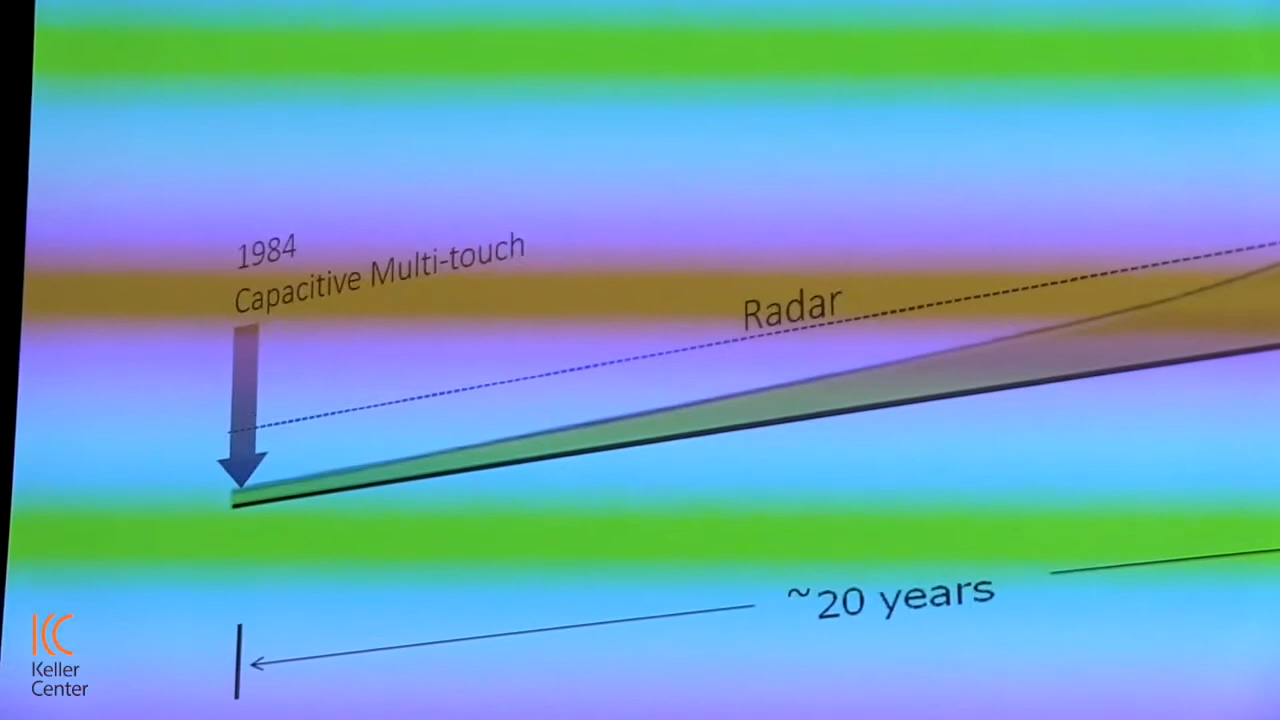 1984
Capacitive Multi-touch
Radar
~20 years
Keller
Center